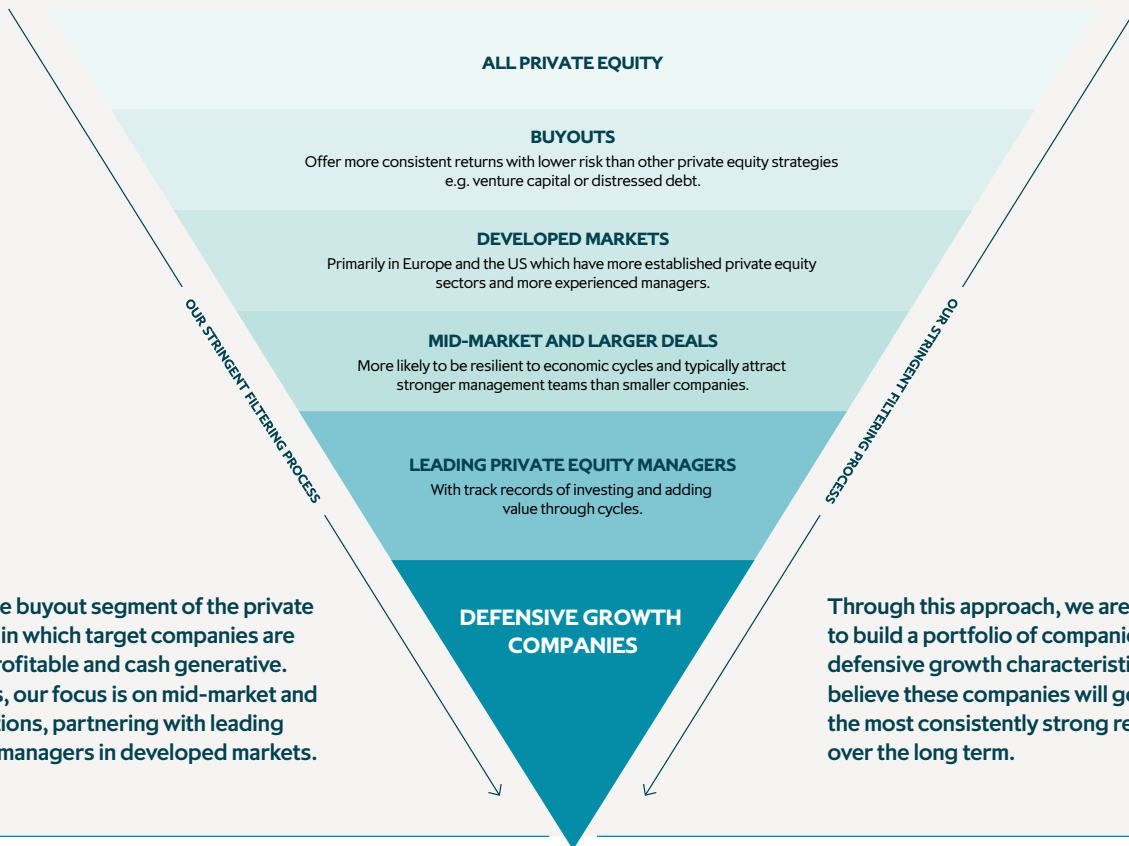 ALL PRIVATE EQUITY
BUYOUTS
Offer more consistent returns with lower risk than other private equity strategies
e.g. venture capital or distressed debt.
DEVELOPED MARKETS
Primarily in Europe and the US which have more established private equity
sectors and more experienced managers.
MID-MARKET AND LARGER DEALS
More likely to be resilient to economic cycles and typically attract
stronger management teams than smaller companies.
LEADING PRIVATE EQUITY MANAGERS
With track records of investing and adding
value through cycles.
DEFENSIVE GROWTH
COMPANIES
OUR STRINGENT FILTERING PROCESS
OUR STRINGENT FILTERING PROCESS
buyout segment of the private
in which target companies are
and cash generative.
our focus is on mid-market and
partnering with leading
managers in developed markets.
Through this approach, we are
to build a portfolio of
defensive growth
believe these companies will
the most consistently strong
over the long term.